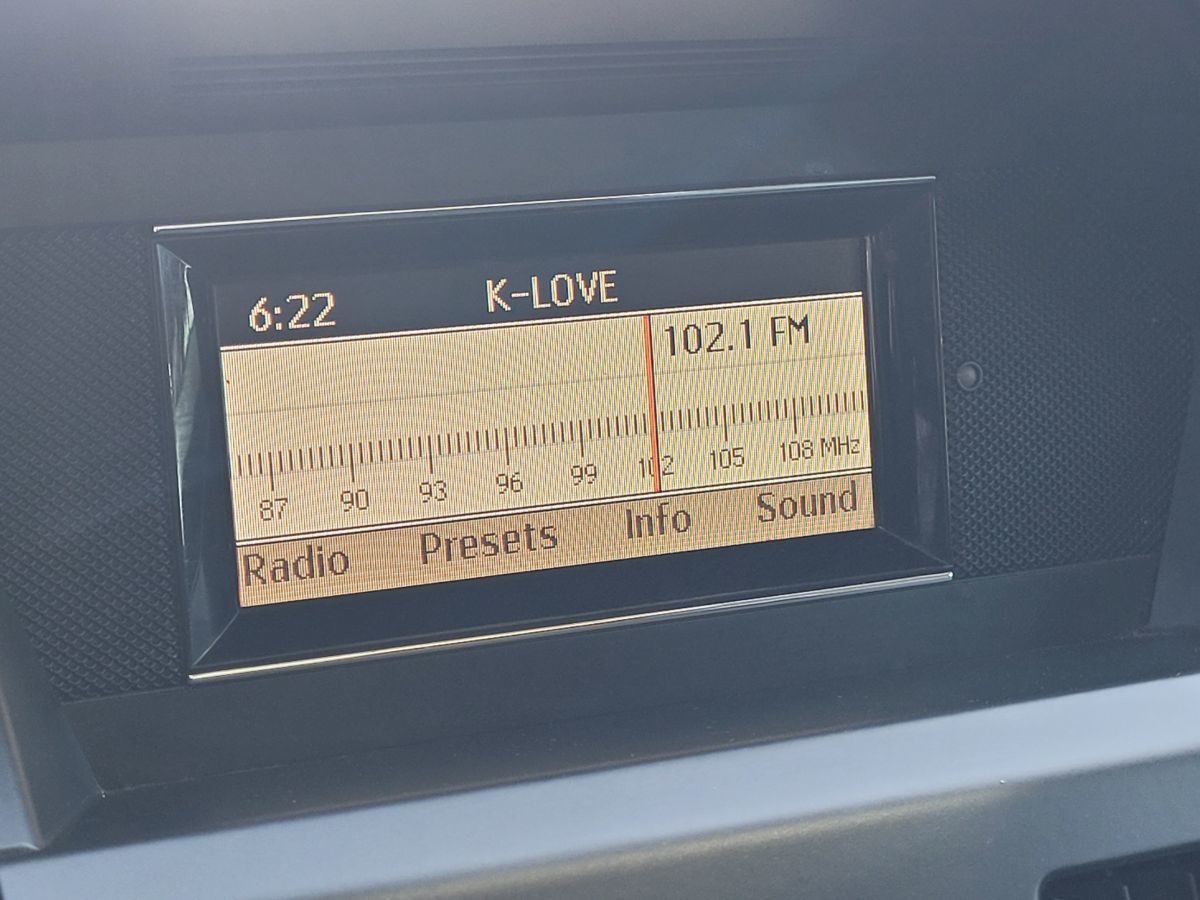 6:22 K-LOVE
102.1 FM
87 90 93 96 99 102 105 108 MHz
Radio Presets Info Sound